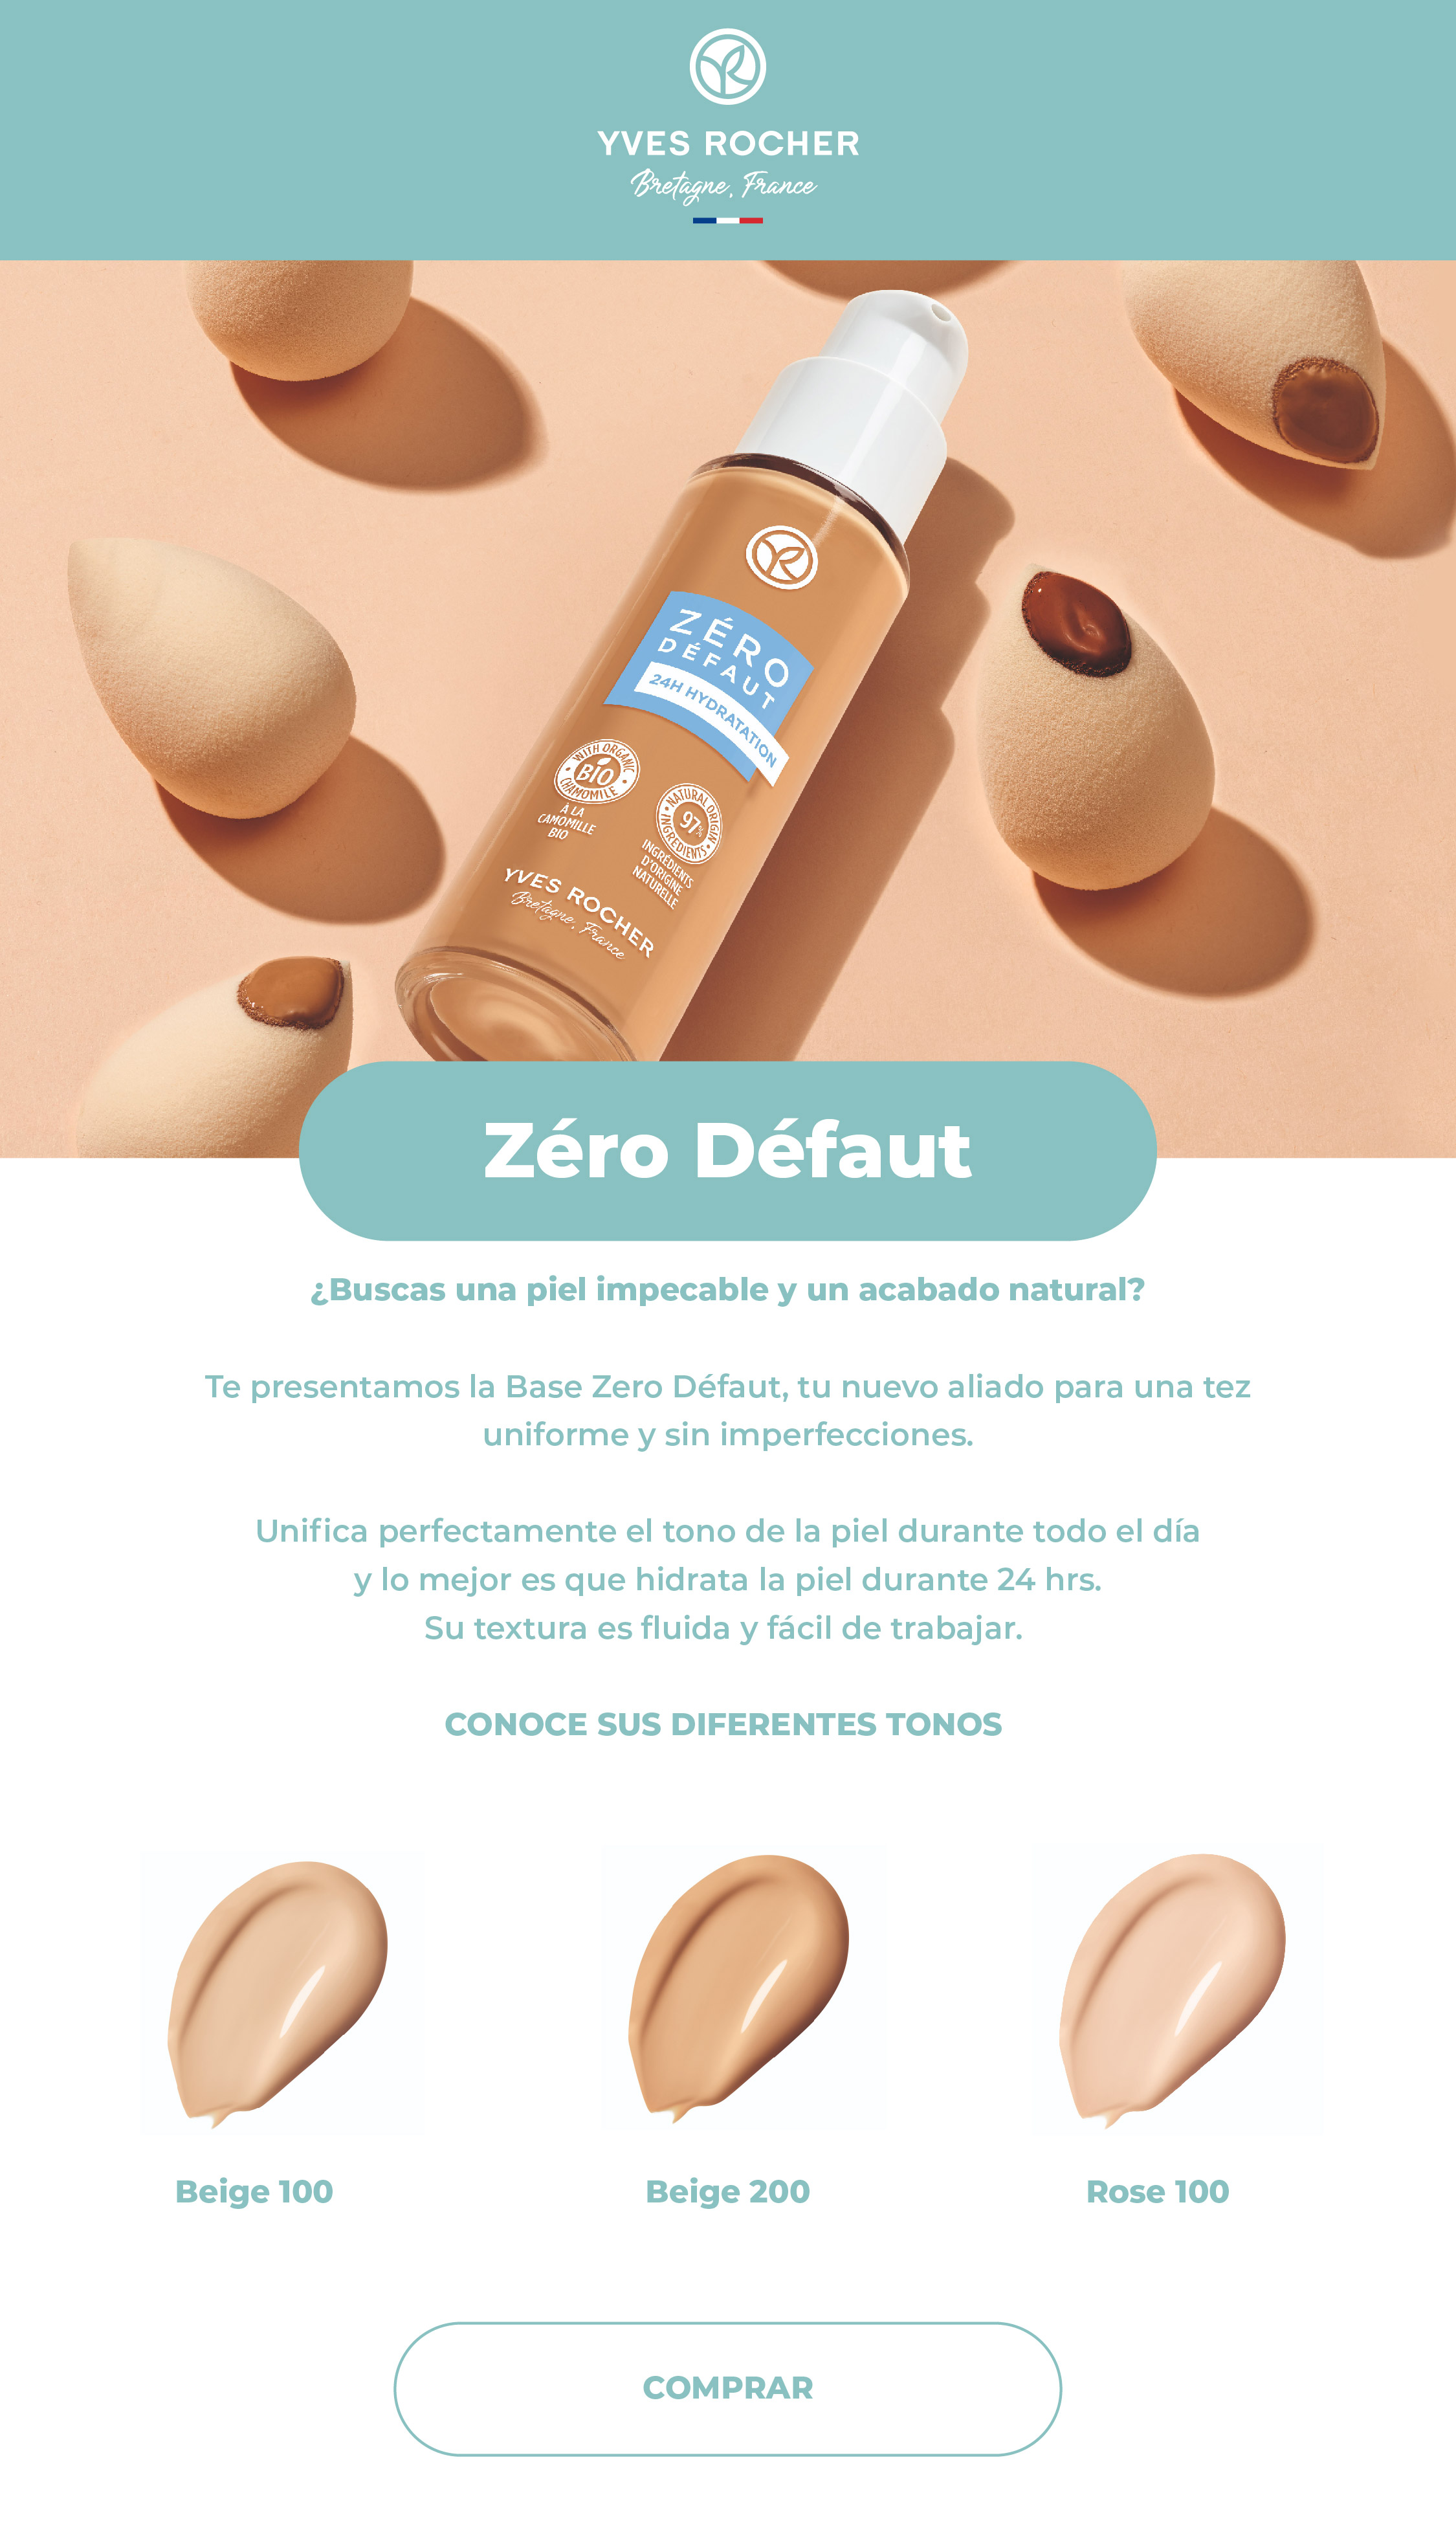 YVES ROCHER
Bretagne, France
ZÉRO
DÉFAUT
24H HYDRATATION
WITH ORGANIC
BIO
CHAMOMILE
À LA
CAMOMILLE
BIO
NATURAL ORIGIN
97%
INGREDIENTS
INGRÉDIENTS
D'ORIGINE
NATURELLE
YVES ROCHER
Bretagne, France
Zéro Défaut
¿Buscas una piel impecable y un acabado natural?
Te presentamos la Base Zero Défaut, tu nuevo aliado para una tez
uniforme y sin imperfecciones.
Unifica perfectamente el tono de la piel durante todo el día
y lo mejor es que hidrata la piel durante 24 hrs.
Su textura es fluida y fácil de trabajar.
CONOCE SUS DIFERENTES TONOS
Beige 100
Beige 200
Rose 100
COMPRAR